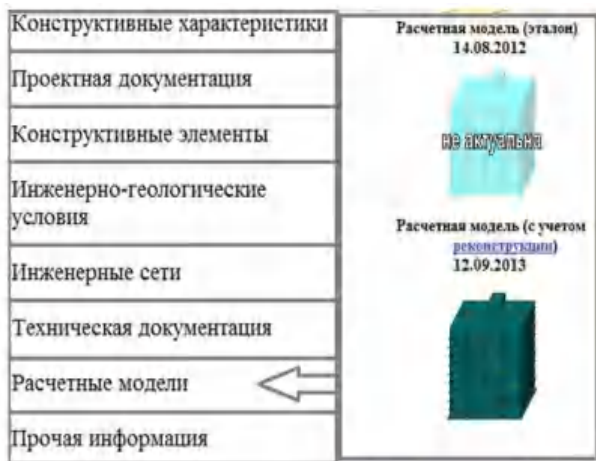 Конструктивные характеристики
Проектная документация
Конструктивные элементы
Инженерно-геологические
условия
Инженерные сети
Техническая документация
Расчетные модели
Прочая информация
Расчетная модель (эталон)
14.08.2012
не актуальна
Расчетная модель (с учетом
реконструкции)
12.09.2013